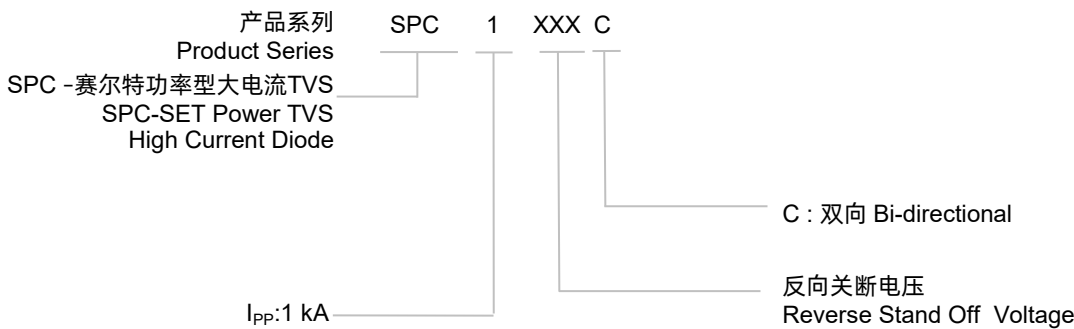 产品系列 SPC 1 XXX C
Product Series
SPC -赛尔特功率型大电流TVS
SPC-SET Power TVS
High Current Diode
C : 双向 Bi-directional
反向关断电压
Reverse Stand Off Voltage
IPP:1 kA